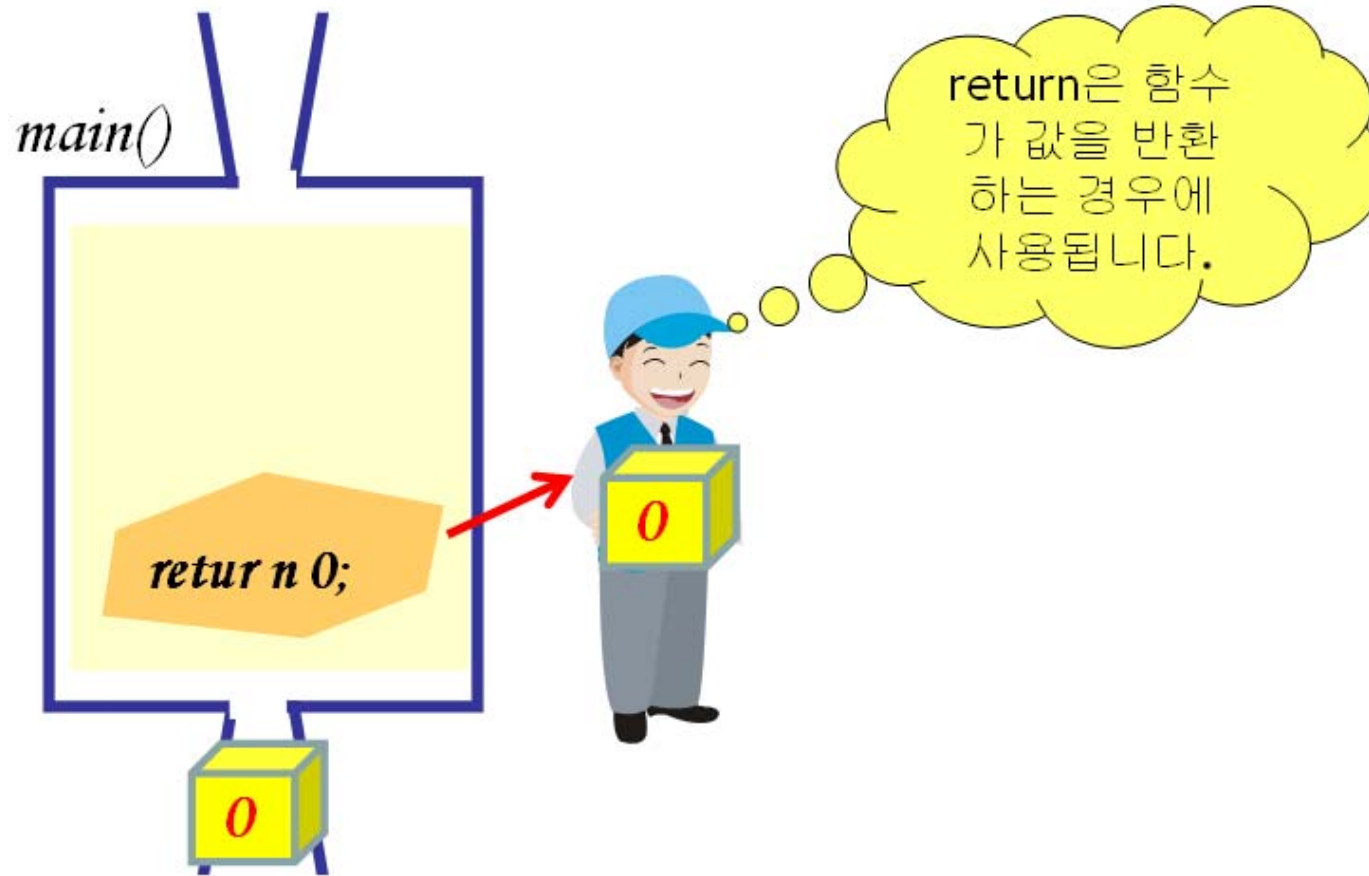 main()
return은 함수
가 값을 반환
하는 경우에
사용됩니다.
retur n 0;
0
0